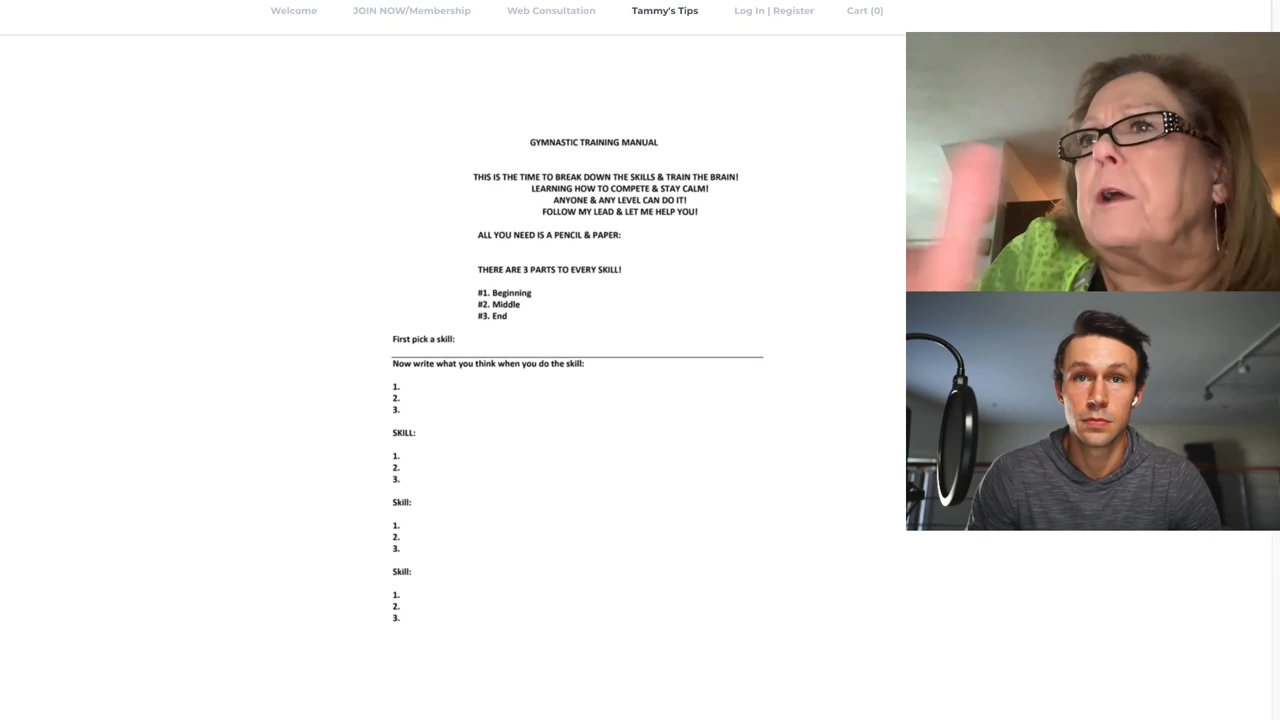 Welcome JOIN NOW/Membership Web Consultation Tammy's Tips Log In | Register Cart (0)
GYMNASTIC TRAINING MANUAL
THIS IS THE TIME TO BREAK DOWN THE SKILLS & TRAIN THE BRAIN!
LEARNING HOW TO COMPETE & STAY CALM!
ANYONE & ANY LEVEL CAN DO IT!
FOLLOW MY LEAD & LET ME HELP YOU!
ALL YOU NEED IS A PENCIL & PAPER:
THERE ARE 3 PARTS TO EVERY SKILL!
#1. Beginning
#2. Middle
#3. End
First pick a skill:
Now write what you think when you do the skill:
1.
2.
3.
SKILL:
1.
2.
3.
Skill:
1.
2.
3.
Skill:
1.
2.
3.